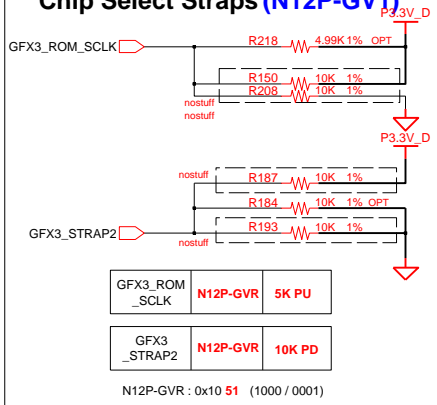 Chip Select Straps (N12P-GV1)
P3.3V_D
GFX3_ROM_SCLK
R218 4.99K 1% OPT
R150 10K 1%
R208 10K 1%
nostuff
nostuff
P3.3V_D
nostuff
R187 10K 1%
R184 10K 1% OPT
GFX3_STRAP2
R193 10K 1%
nostuff
GFX3_ROM
_SCLK
N12P-GVR
5K PU
GFX3
_STRAP2
N12P-GVR
10K PD
N12P-GVR : 0x10 51 (1000 / 0001)